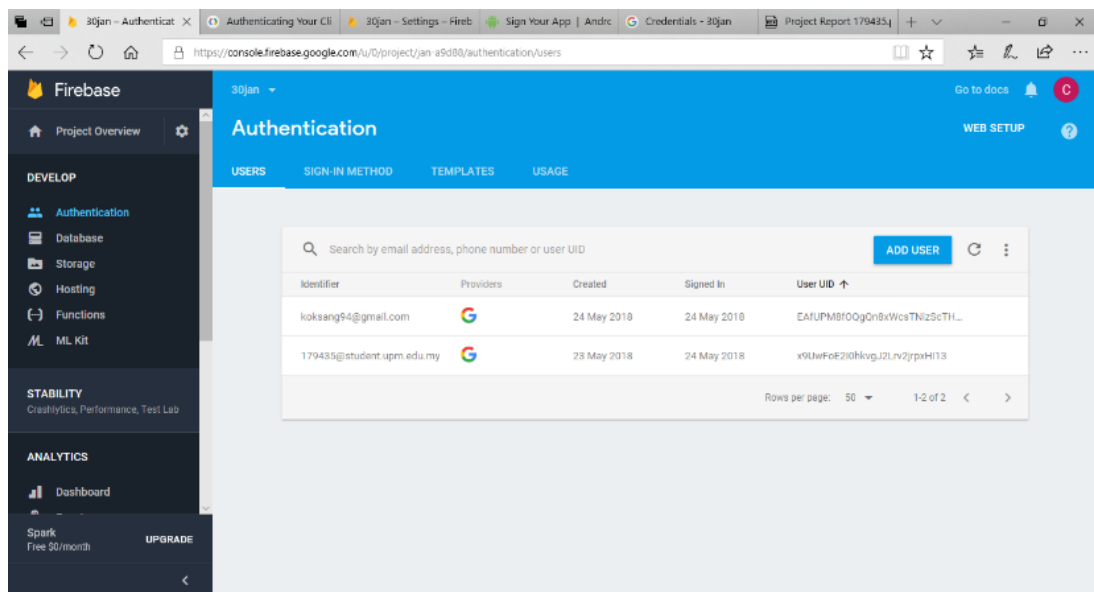 30jan – Authenticat
Authenticating Your Cli
30jan – Settings – Fireb
Sign Your App | Andro
Credentials - 30jan
Project Report 179435.p
https://console.firebase.google.com/u/0/project/jan-a9d88/authentication/users
Firebase
30jan
Go to docs
C
Project Overview
Authentication
WEB SETUP
?
DEVELOP
USERS
SIGN-IN METHOD
TEMPLATES
USAGE
Authentication
Database
Storage
Hosting
Functions
ML Kit
Search by email address, phone number or user UID
ADD USER
Identifier
Providers
Created
Signed In
User UID
koksang94@gmail.com
24 May 2018
24 May 2018
179435@student.upm.edu.my
23 May 2018
24 May 2018
Rows per page: 50
1-2 of 2
STABILITY
Crashlytics, Performance, Test Lab
ANALYTICS
Dashboard
Spark
Free $0/month
UPGRADE